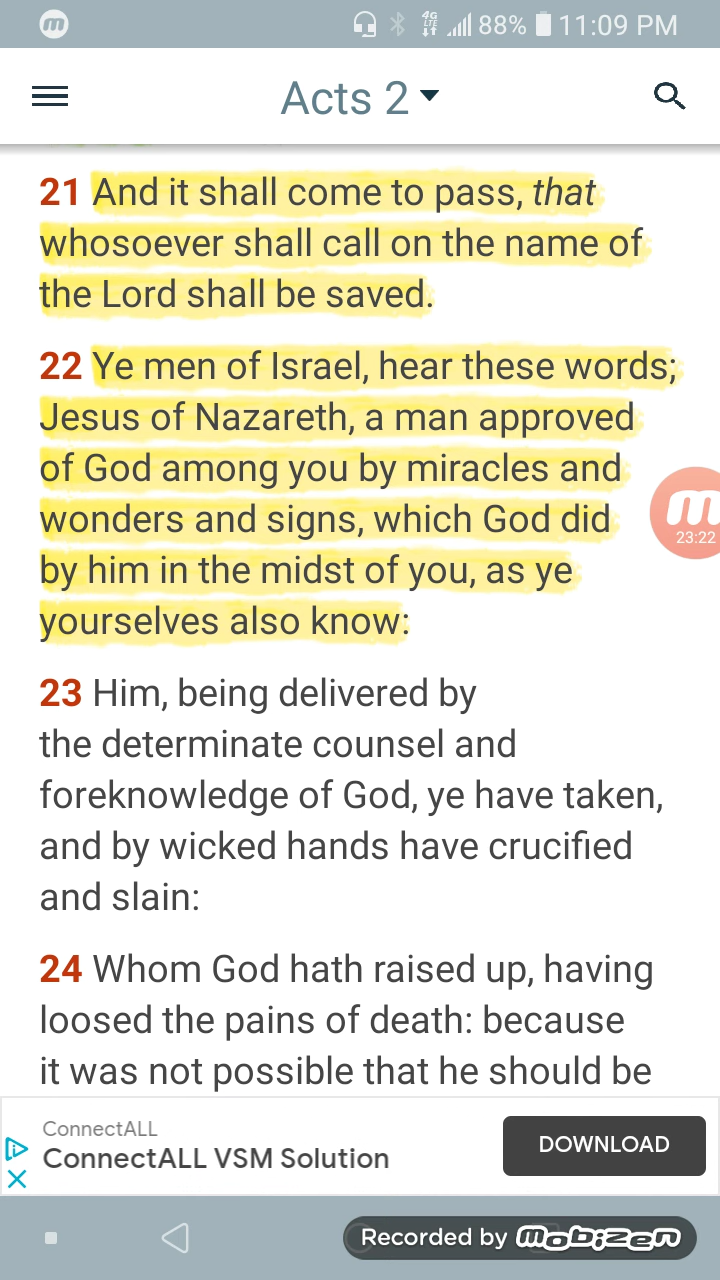 4G LTE 88% 11:09 PM
Acts 2
21 And it shall come to pass, that
whosoever shall call on the name of
the Lord shall be saved.
22 Ye men of Israel, hear these words;
Jesus of Nazareth, a man approved
of God among you by miracles and
wonders and signs, which God did
by him in the midst of you, as ye
yourselves also know:
m
23:22
23 Him, being delivered by
the determinate counsel and
foreknowledge of God, ye have taken,
and by wicked hands have crucified
and slain:
24 Whom God hath raised up, having
loosed the pains of death: because
it was not possible that he should be
ConnectALL
ConnectALL VSM Solution
DOWNLOAD
Recorded by mobizen